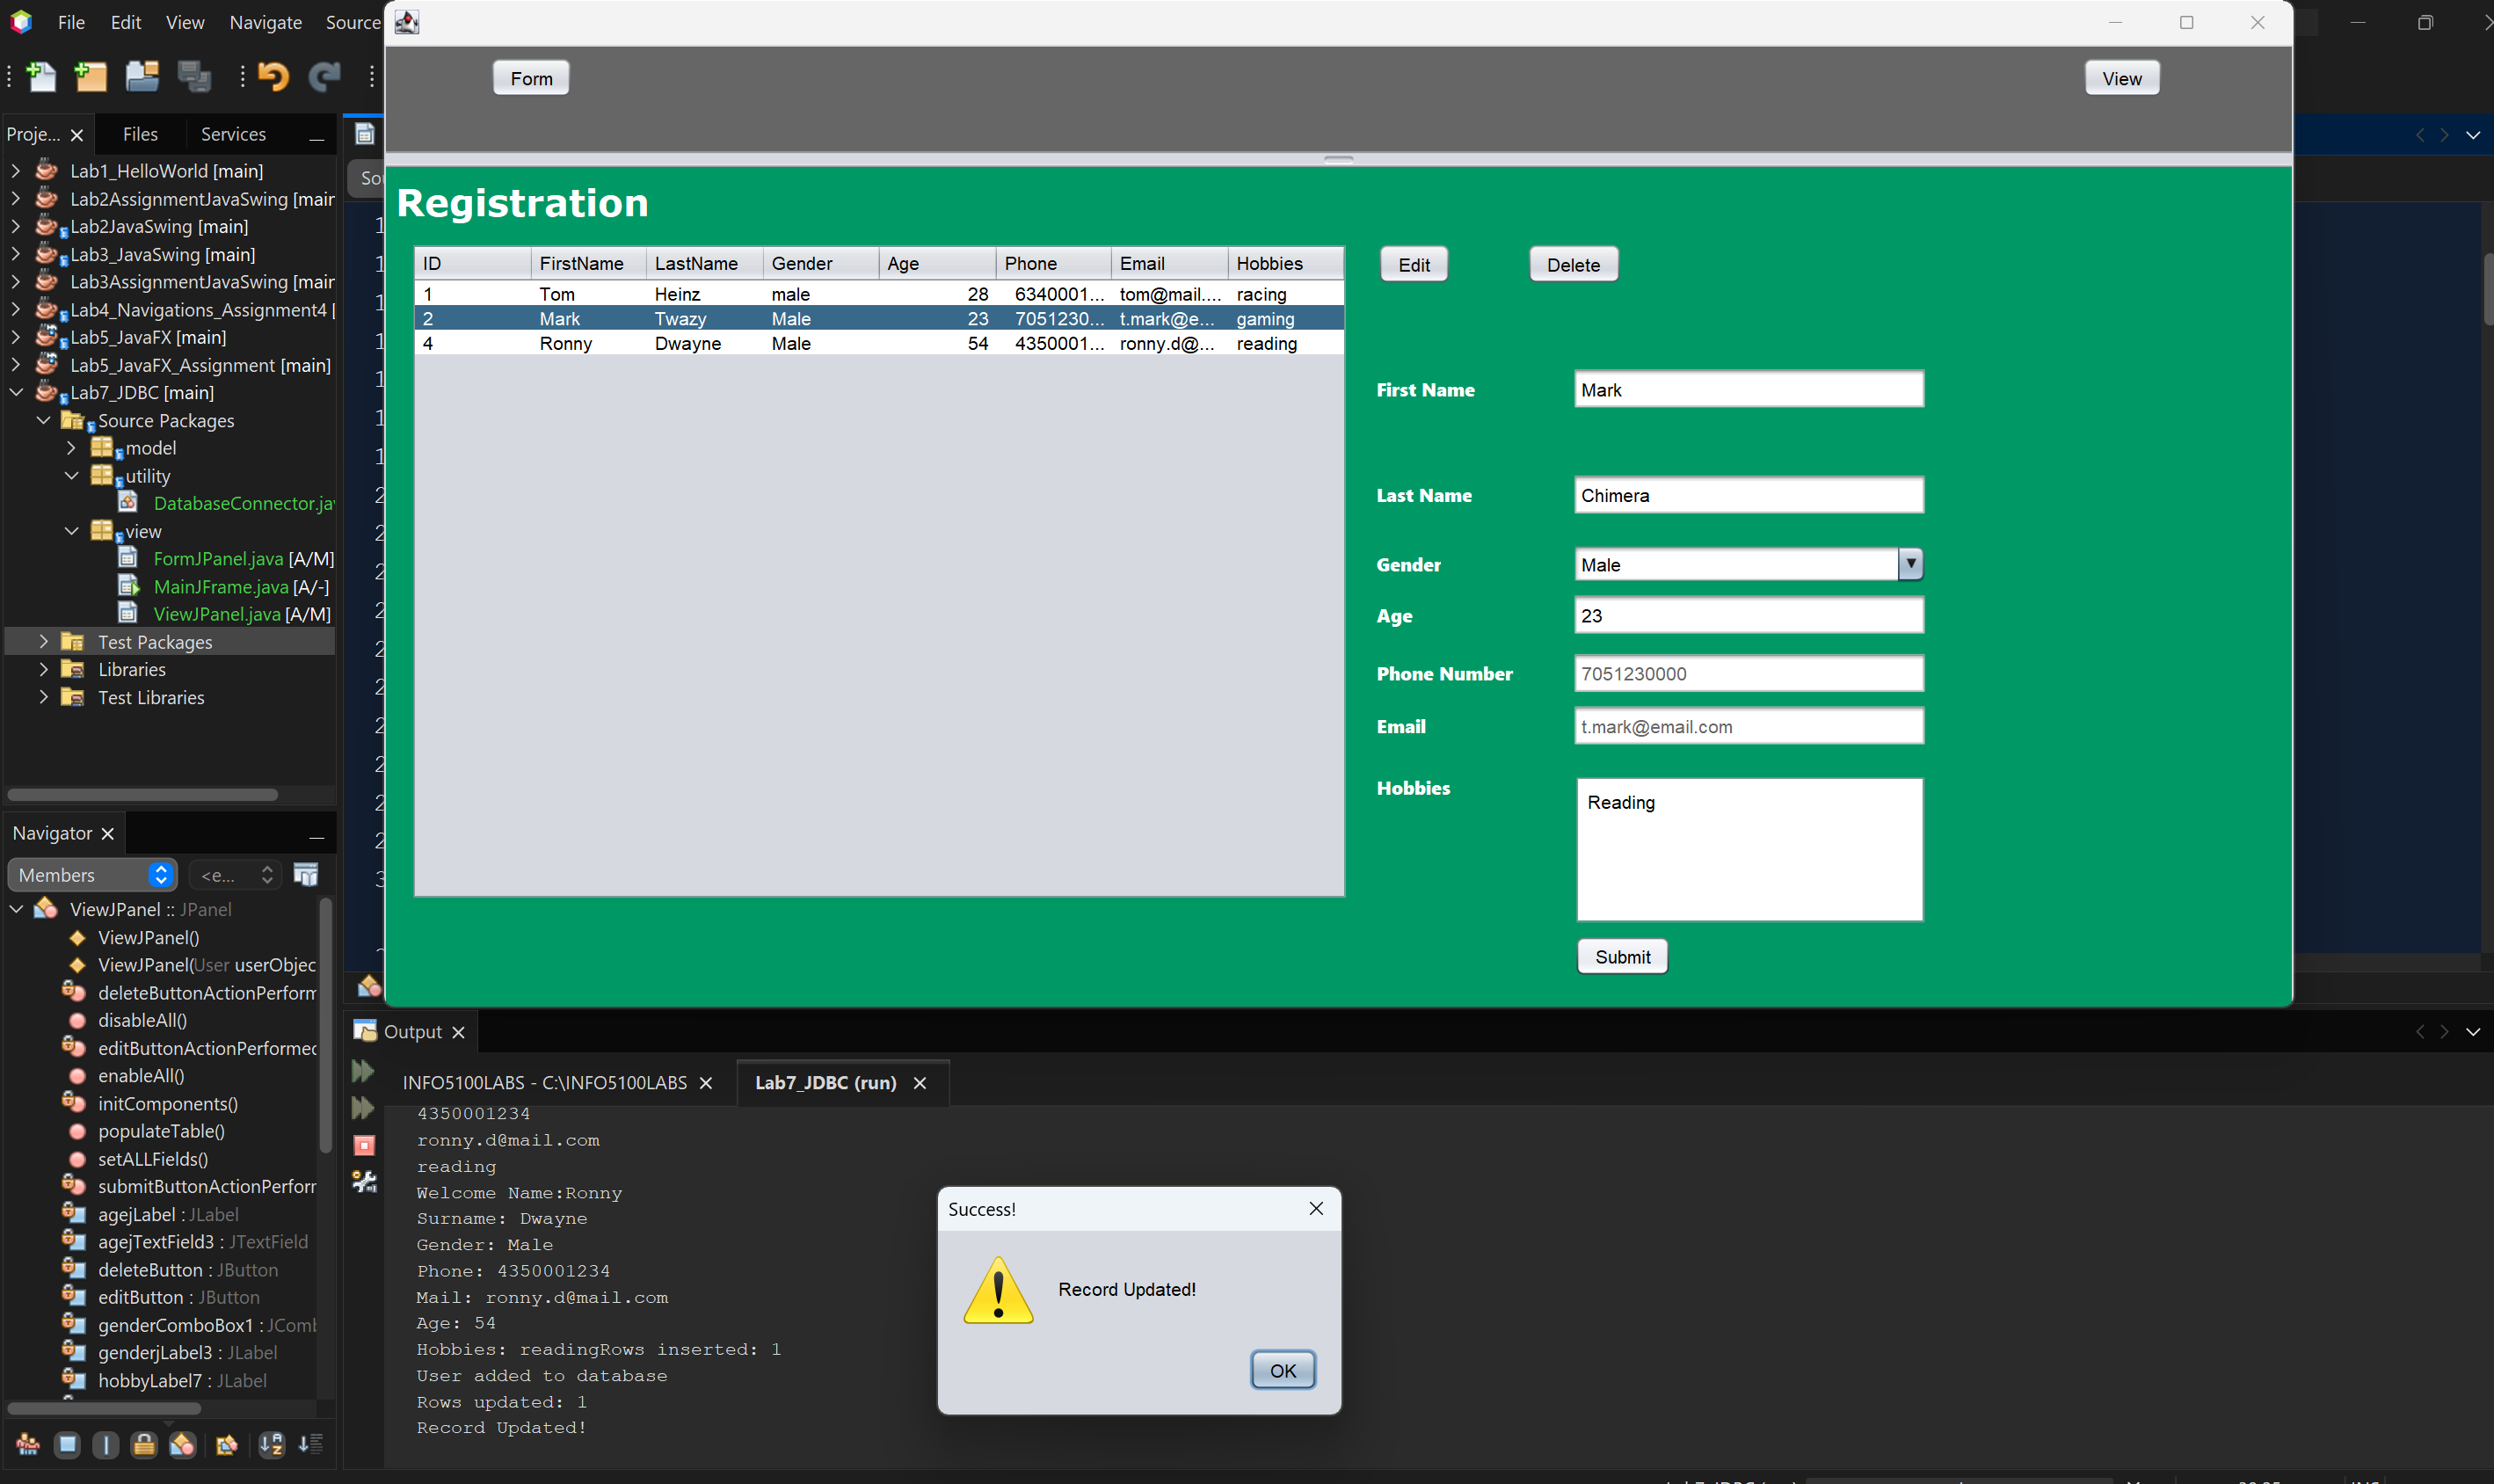 File Edit View Navigate Source
Form
View
Proje... Files Services
Sou
Lab1_HelloWorld [main]
Lab2AssignmentJavaSwing [mair
Lab2JavaSwing [main]
Lab3_JavaSwing [main]
Lab3AssignmentJavaSwing [mair
Lab4_Navigations_Assignment4 [
Lab5_JavaFX [main]
Lab5_JavaFX_Assignment [main]
Lab7_JDBC [main]
Source Packages
model
utility
DatabaseConnector.jav
view
FormJPanel.java [A/M]
MainJFrame.java [A/-]
ViewJPanel.java [A/M]
Test Packages
Libraries
Test Libraries
Registration
ID FirstName LastName Gender Age Phone Email Hobbies
1 Tom Heinz male 28 6340001... tom@mail.... racing
2 Mark Twazy Male 23 7051230... t.mark@e... gaming
4 Ronny Dwayne Male 54 4350001... ronny.d@... reading
Edit Delete
First Name Mark
Last Name Chimera
Gender Male
Age 23
Phone Number 7051230000
Email t.mark@email.com
Hobbies Reading
Submit
Navigator
Members <e...
ViewJPanel :: JPanel
ViewJPanel()
ViewJPanel(User userObjec
deleteButtonActionPerform
disableAll()
editButtonActionPerformed
enableAll()
initComponents()
populateTable()
setALLFields()
submitButtonActionPerforr
agejLabel : JLabel
agejTextField3 : JTextField
deleteButton : JButton
editButton : JButton
genderComboBox1 : JComb
genderjLabel3 : JLabel
hobbyLabel7 : JLabel
Output
INFO5100LABS - C:\INFO5100LABS Lab7_JDBC (run)
4350001234
ronny.d@mail.com
reading
Welcome Name:Ronny
Surname: Dwayne
Gender: Male
Phone: 4350001234
Mail: ronny.d@mail.com
Age: 54
Hobbies: readingRows inserted: 1
User added to database
Rows updated: 1
Record Updated!
Success!
Record Updated!
OK